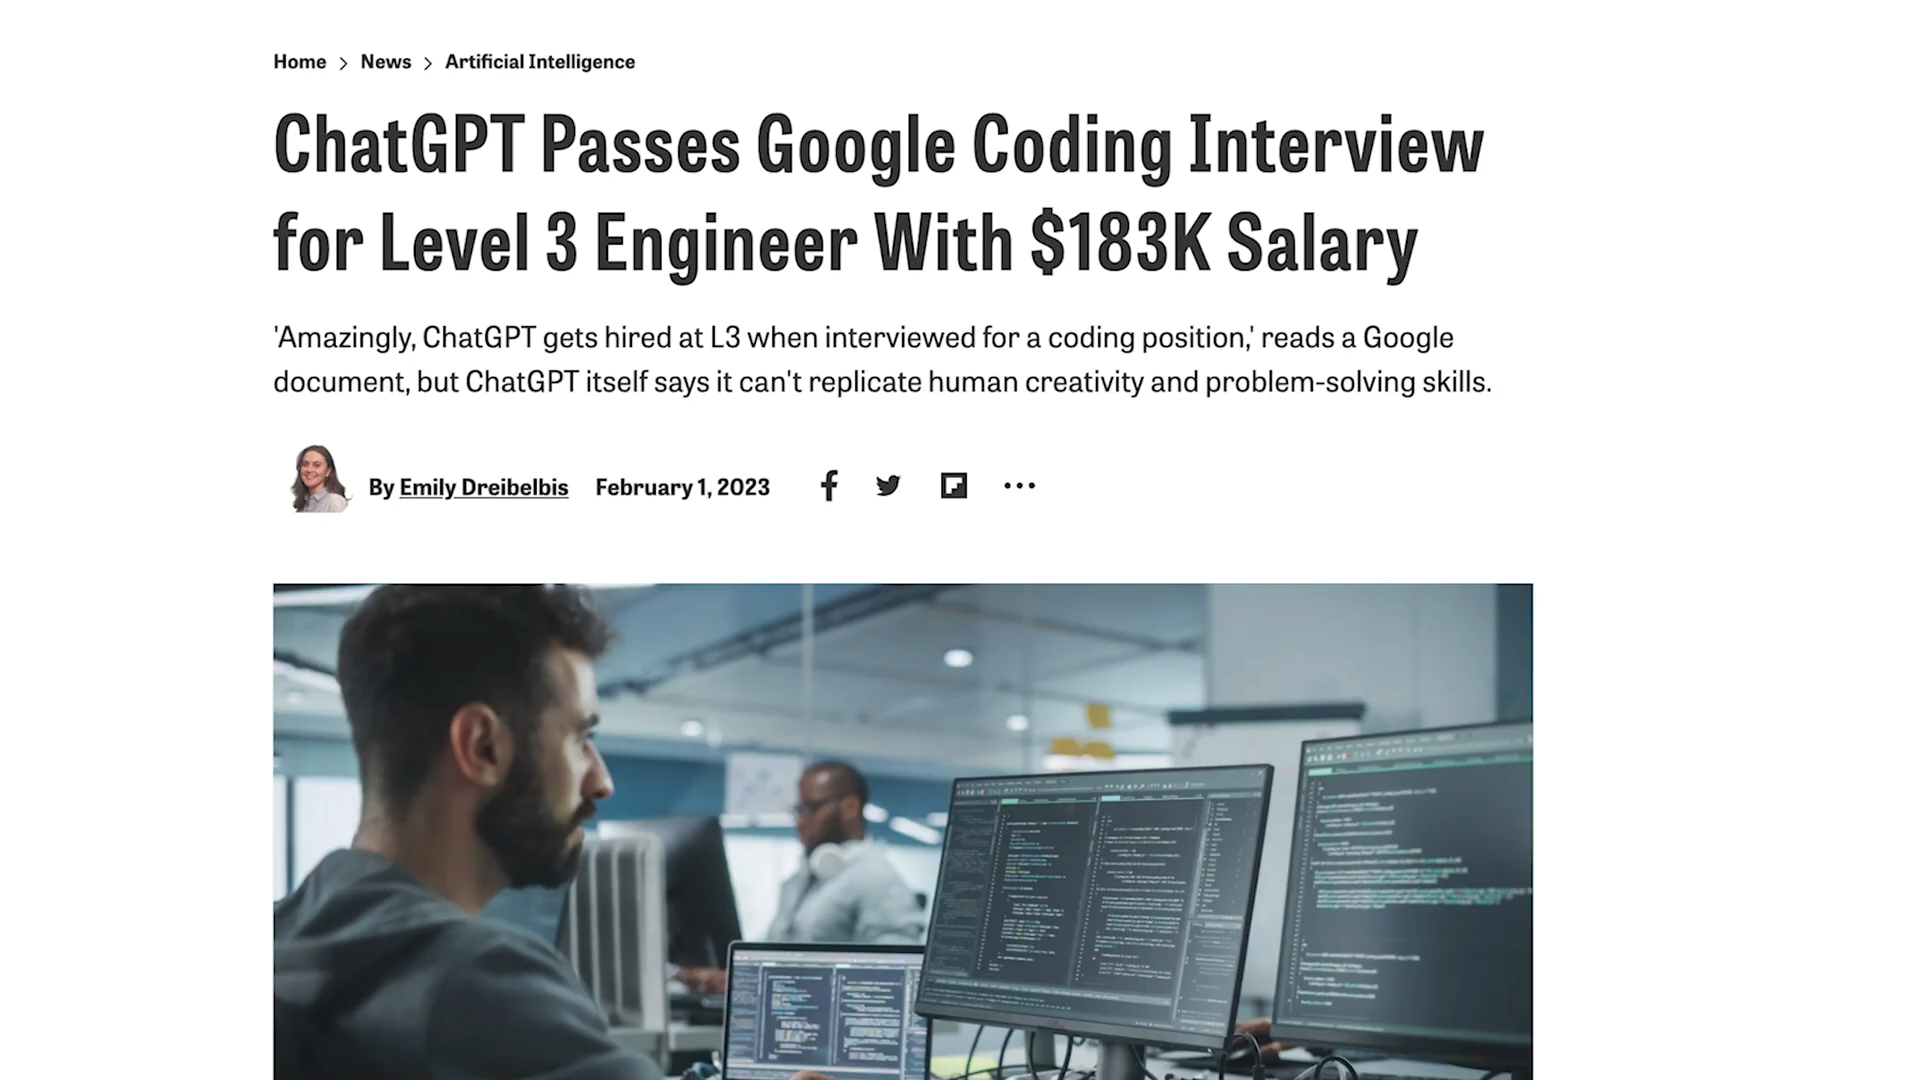 Home > News > Artificial Intelligence
ChatGPT Passes Google Coding Interview
for Level 3 Engineer With $183K Salary
'Amazingly, ChatGPT gets hired at L3 when interviewed for a coding position,' reads a Google
document, but ChatGPT itself says it can't replicate human creativity and problem-solving skills.
By Emily Dreibelbis February 1, 2023